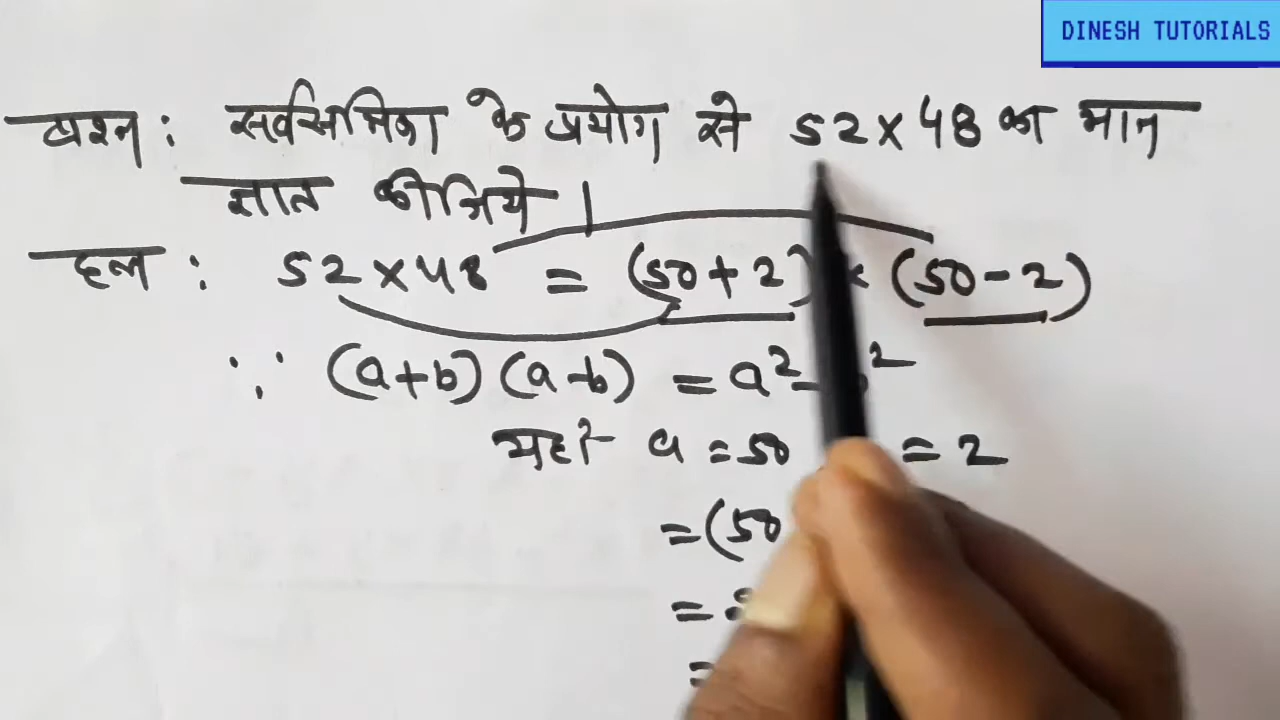 DINESH TUTORIALS
प्रश्न : सर्वसमिका के प्रयोग से 52×48 का मान
ज्ञात कीजिये |
हल : 52×48 = (50+2) × (50-2)
∵ (a+b) (a-b) = a²- ²
यहाँ a = 50 = 2
= (50
=
=